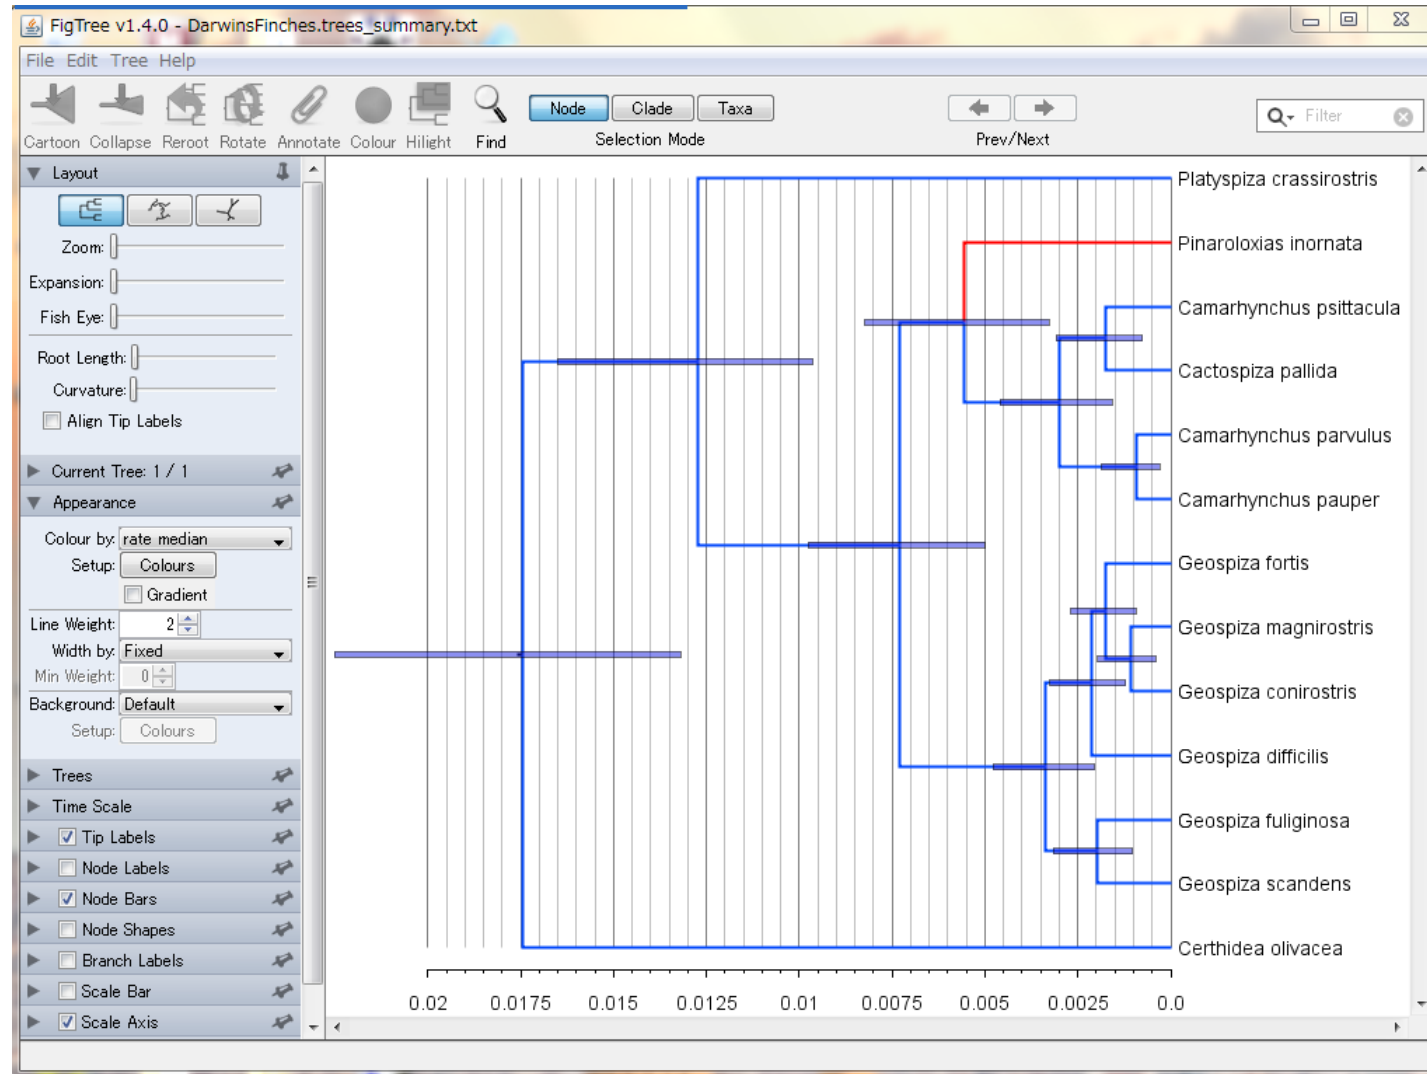 FigTree v1.4.0 - DarwinsFinches.trees_summary.txt
File Edit Tree Help
Cartoon Collapse Reroot Rotate Annotate Colour Hilight Find
Node Clade Taxa
Selection Mode
Prev/Next
Filter
Layout
Zoom:
Expansion:
Fish Eye:
Root Length:
Curvature:
Align Tip Labels
Current Tree: 1 / 1
Appearance
Colour by: rate median
Setup: Colours
Gradient
Line Weight: 2
Width by: Fixed
Min Weight: 0
Background: Default
Setup: Colours
Trees
Time Scale
Tip Labels
Node Labels
Node Bars
Node Shapes
Branch Labels
Scale Bar
Scale Axis
Platyspiza crassirostris
Pinaroloxias inornata
Camarhynchus psittacula
Cactospiza pallida
Camarhynchus parvulus
Camarhynchus pauper
Geospiza fortis
Geospiza magnirostris
Geospiza conirostris
Geospiza difficilis
Geospiza fuliginosa
Geospiza scandens
Certhidea olivacea
0.02 0.0175 0.015 0.0125 0.01 0.0075 0.005 0.0025 0.0